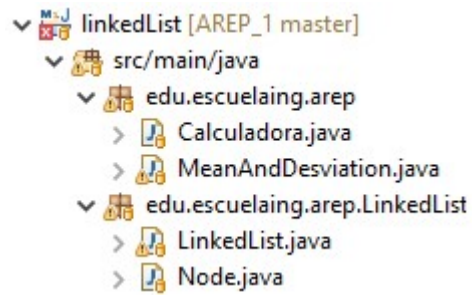 linkedList [AREP_1 master]
src/main/java
edu.escuelaing.arep
Calculadora.java
MeanAndDesviation.java
edu.escuelaing.arep.LinkedList
LinkedList.java
Node.java